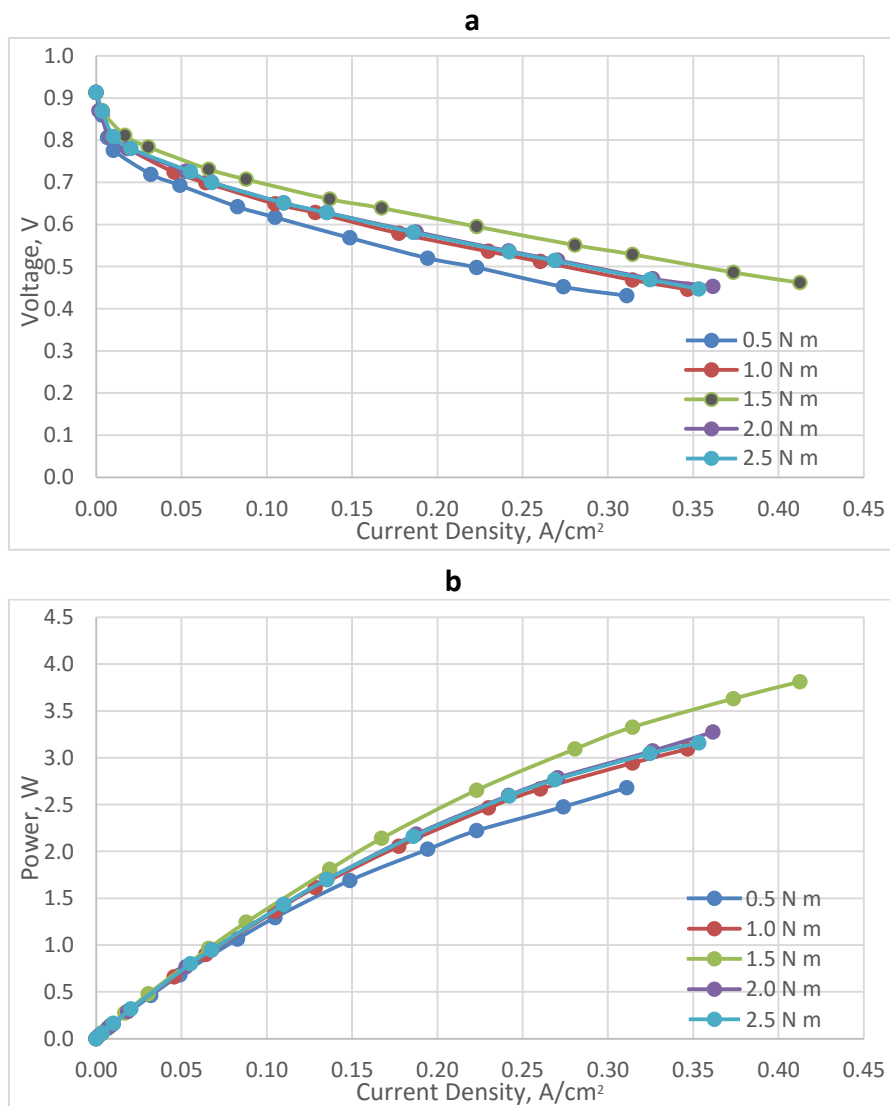 a
1.0
0.9
0.8
0.7
0.6
0.5
0.4
0.3
0.2
0.1
0.0
Voltage, V
0.5 N m
1.0 N m
1.5 N m
2.0 N m
2.5 N m
0.00 0.05 0.10 0.15 0.20 0.25 0.30 0.35 0.40 0.45
Current Density, A/cm²
b
4.5
4.0
3.5
3.0
2.5
2.0
1.5
1.0
0.5
0.0
Power, W
0.5 N m
1.0 N m
1.5 N m
2.0 N m
2.5 N m
0.00 0.05 0.10 0.15 0.20 0.25 0.30 0.35 0.40 0.45
Current Density, A/cm²